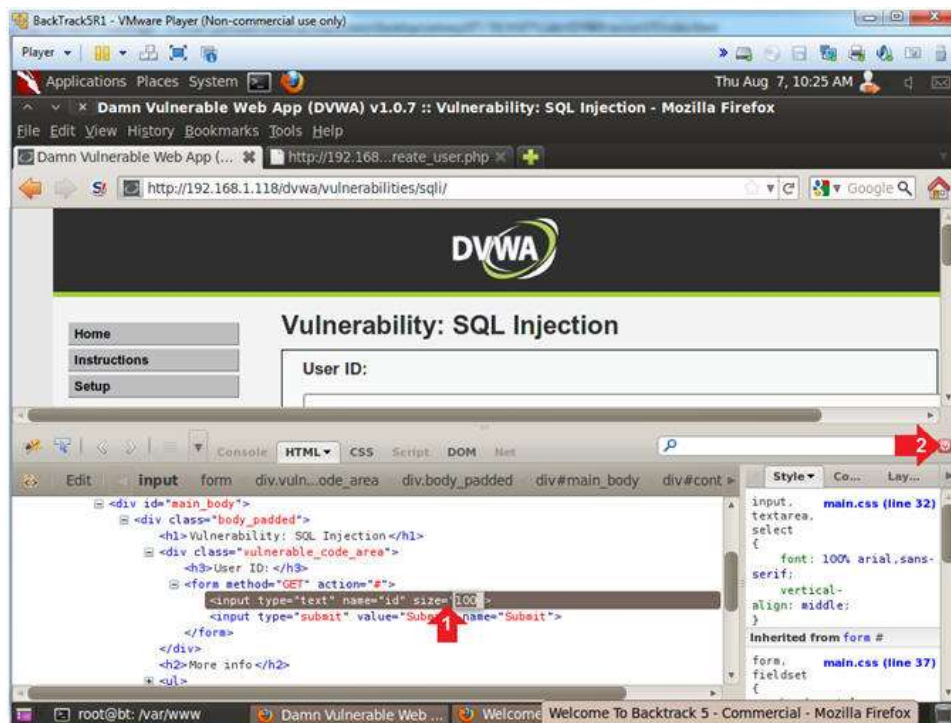 BackTrack5R1 - VMware Player (Non-commercial use only)
Player
Applications Places System
Thu Aug 7, 10:25 AM
Damn Vulnerable Web App (DVWA) v1.0.7 :: Vulnerability: SQL Injection - Mozilla Firefox
File Edit View History Bookmarks Tools Help
Damn Vulnerable Web App (...
http://192.168...reate_user.php
http://192.168.1.118/dvwa/vulnerabilities/sqli/
Google
DVWA
Home
Instructions
Setup
Vulnerability: SQL Injection
User ID:
Console HTML CSS Script DOM Net
2
Edit input form div.vuln...ode_area div.body_padded div#main_body div#cont
Style Co... Lay...
<div id="main_body">
<div class="body_padded">
<h1>Vulnerability: SQL Injection</h1>
<div class="vulnerable_code_area">
<h3>User ID:</h3>
<form method="GET" action="#">
<input type="text" name="id" size="100">
<input type="submit" value="Subm name="Submit">
1
</form>
</div>
<h2>More info</h2>
<ul>
input, main.css (line 32)
textarea,
select
{
font: 100% arial,sans-
serif;
vertical-
align: middle;
}
Inherited from form #
form, main.css (line 37)
fieldset
{
root@bt: /var/www
Damn Vulnerable Web ...
Welcome
Welcome To Backtrack 5 - Commercial - Mozilla Firefox